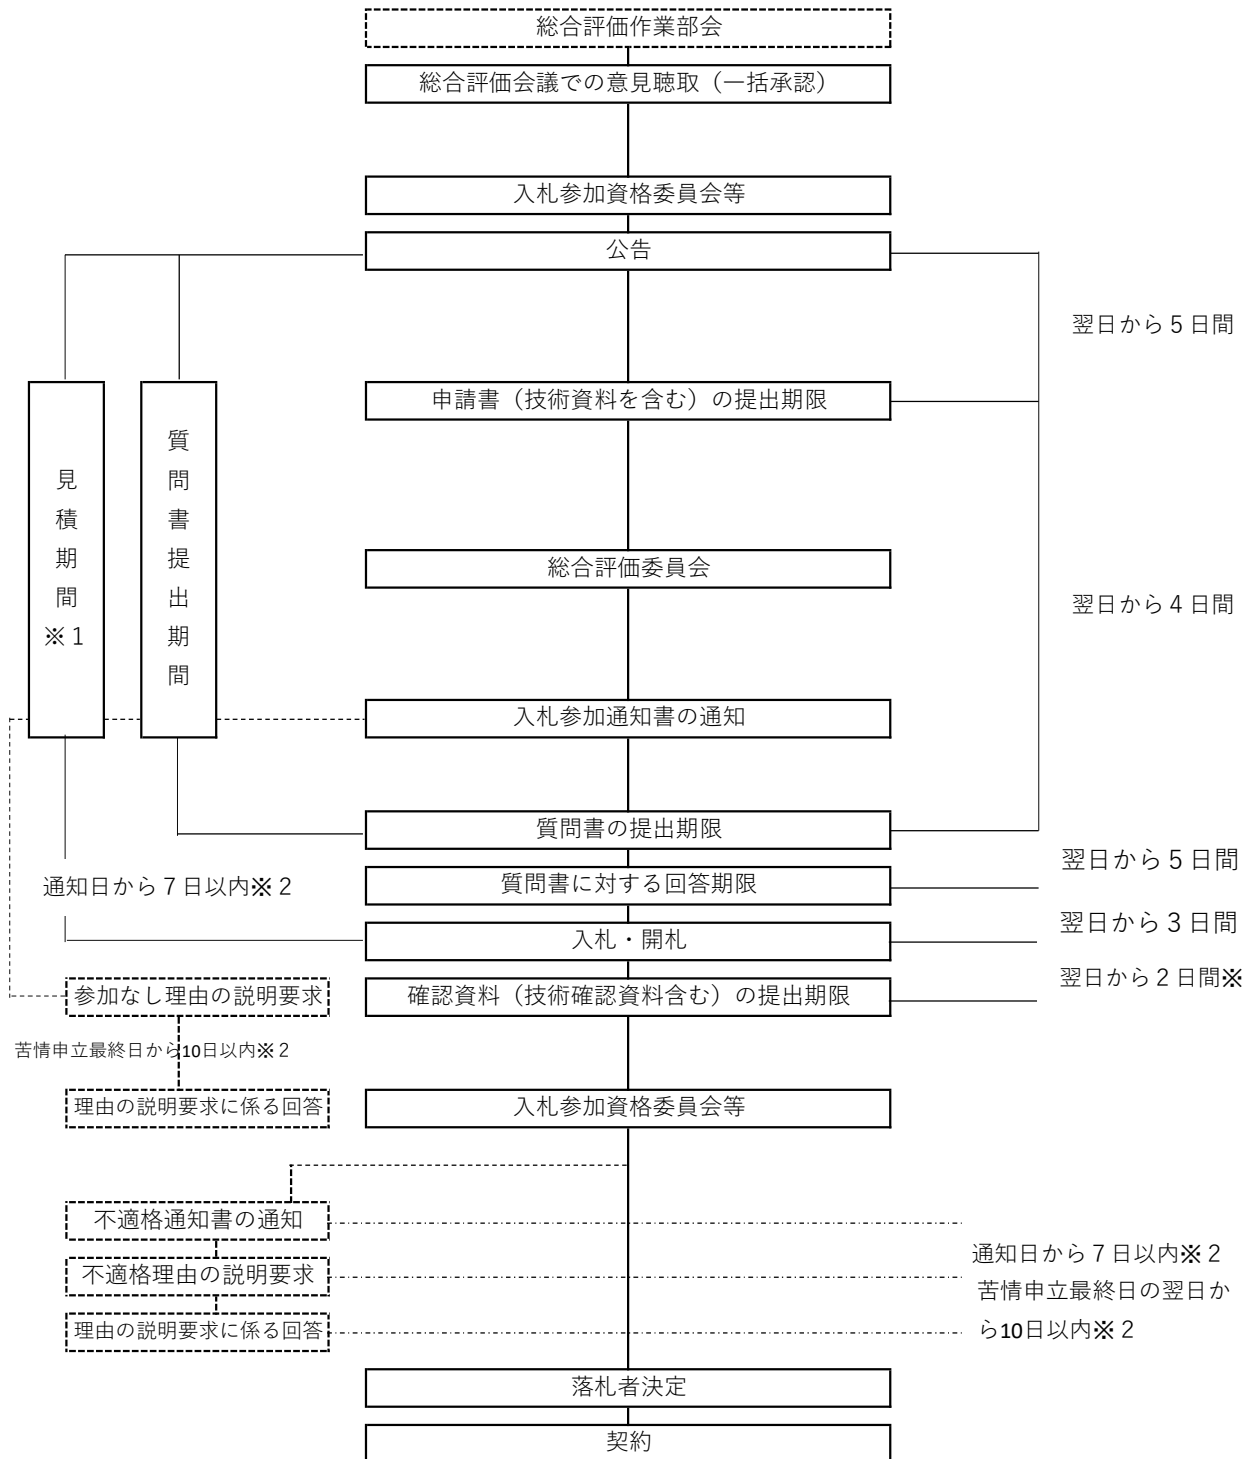 総合評価作業部会
総合評価会議での意見聴取（一括承認）
入札参加資格委員会等
公告
翌日から５日間
申請書（技術資料を含む）の提出期限
見積期間※１
質問書提出期間
総合評価委員会
翌日から４日間
入札参加通知書の通知
質問書の提出期限
翌日から５日間
通知日から７日以内※２
質問書に対する回答期限
翌日から３日間
入札・開札
翌日から２日間※
参加なし理由の説明要求
確認資料（技術確認資料含む）の提出期限
苦情申立最終日から10日以内※２
理由の説明要求に係る回答
入札参加資格委員会等
不適格通知書の通知
通知日から７日以内※２
不適格理由の説明要求
苦情申立最終日の翌日か
ら10日以内※２
理由の説明要求に係る回答
落札者決定
契約